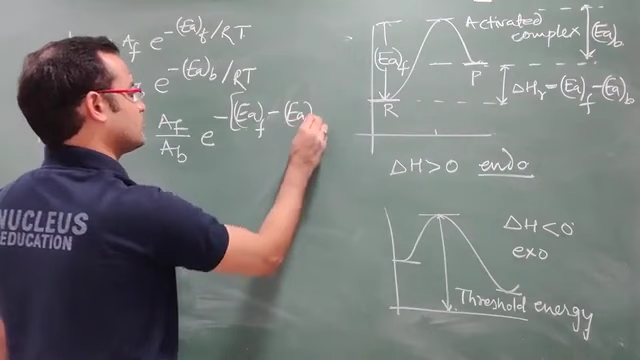 A_f e^{-(Ea)_f/RT}
e^{-(Ea)_b/RT}
A_f/A_b e^{-[(Ea)_f - (Ea)
Activated
complex
(Ea)_b
(Ea)_f
P
R
ΔH_r = (Ea)_f - (Ea)_b
ΔH>0 endo
ΔH<0
exo
Threshold energy
NUCLEUS
EDUCATION